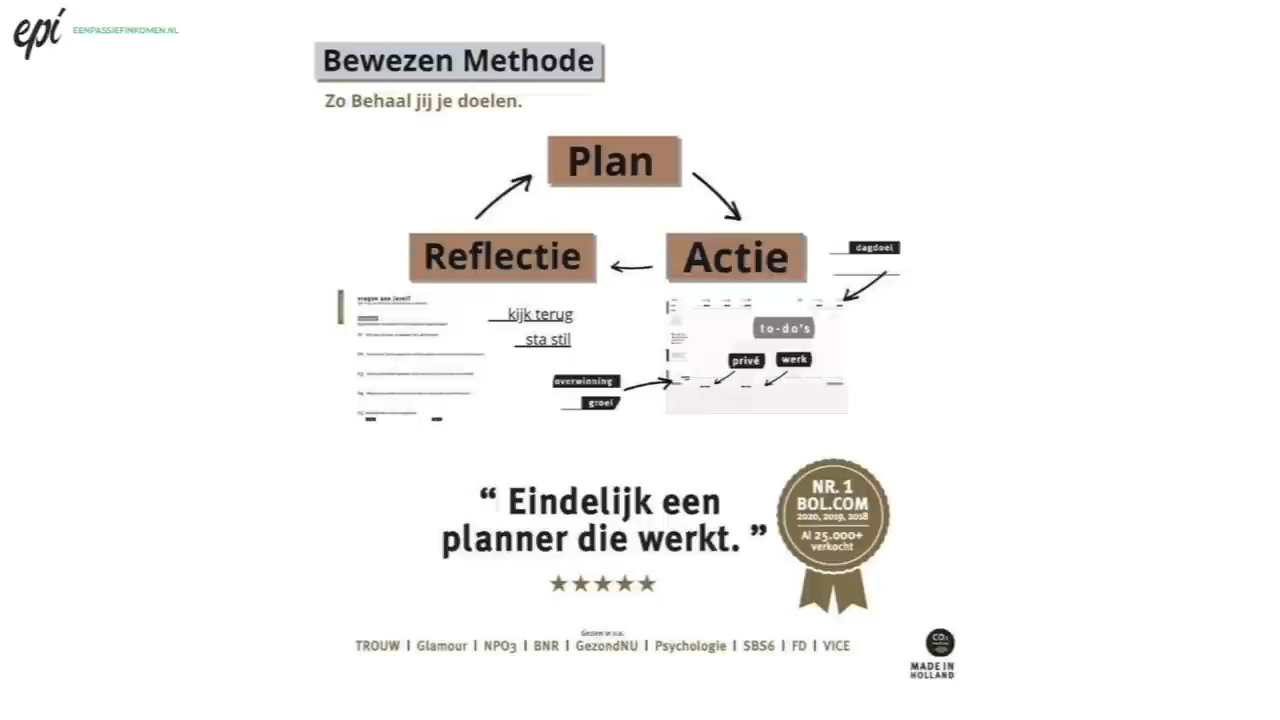 epi EENPASSIEFINKOMEN.NL
Bewezen Methode
Zo Behaal jij je doelen.
Plan
Reflectie
Actie
dagdoel
vragen aan jezelf
kijk terug
sta stil
to-do's
privé
werk
overwinning
groei
“ Eindelijk een
planner die werkt. ”
NR. 1
BOL.COM
2020, 2019, 2018
Al 25.000+
verkocht
★★★★★
Gezien in o.a.
TROUW | Glamour | NPO3 | BNR | GezondNU | Psychologie | SBS6 | FD | VICE
CO₂
MADE IN
HOLLAND